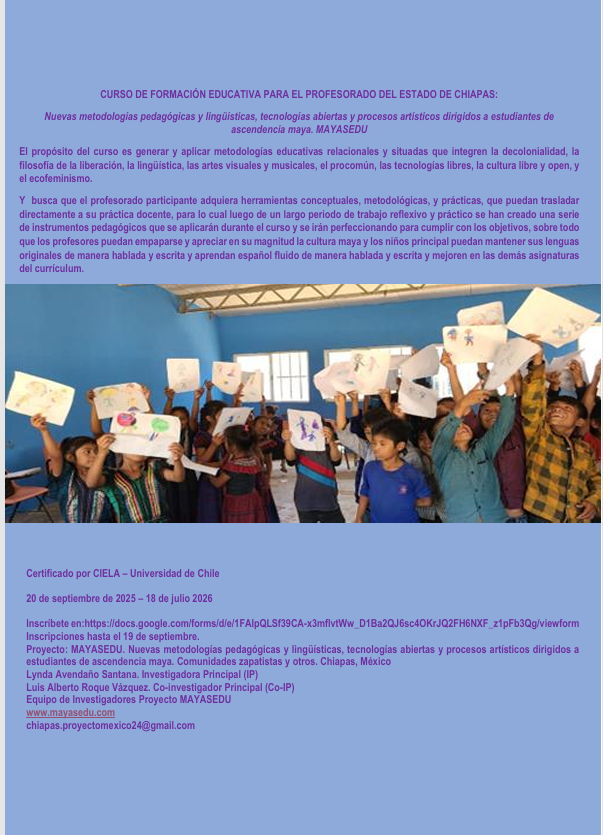 CURSO DE FORMACIÓN EDUCATIVA PARA EL PROFESORADO DEL ESTADO DE CHIAPAS:
Nuevas metodologías pedagógicas y lingüísticas, tecnologías abiertas y procesos artísticos dirigidos a estudiantes de
ascendencia maya. MAYASEDU
El propósito del curso es generar y aplicar metodologías educativas relacionales y situadas que integren la decolonialidad, la
filosofía de la liberación, la lingüística, las artes visuales y musicales, el procomún, las tecnologías libres, la cultura libre y open, y
el ecofeminismo.
Y busca que el profesorado participante adquiera herramientas conceptuales, metodológicas, y prácticas, que puedan trasladar
directamente a su práctica docente, para lo cual luego de un largo periodo de trabajo reflexivo y práctico se han creado una serie
de instrumentos pedagógicos que se aplicarán durante el curso y se irán perfeccionando para cumplir con los objetivos, sobre todo
que los profesores puedan empaparse y apreciar en su magnitud la cultura maya y los niños principal puedan mantener sus lenguas
originales de manera hablada y escrita y aprendan español fluido de manera hablada y escrita y mejoren en las demás asignaturas
del currículum.
Certificado por CIELA – Universidad de Chile
20 de septiembre de 2025 – 18 de julio 2026
Inscríbete en:https://docs.google.com/forms/d/e/1FAIpQLSf39CA-x3mfIvtWw_D1Ba2QJ6sc4OKrJQ2FH6NXF_z1pFb3Qg/viewform
Inscripciones hasta el 19 de septiembre.
Proyecto: MAYASEDU. Nuevas metodologías pedagógicas y lingüísticas, tecnologías abiertas y procesos artísticos dirigidos a
estudiantes de ascendencia maya. Comunidades zapatistas y otros. Chiapas, México
Lynda Avendaño Santana. Investigadora Principal (IP)
Luis Alberto Roque Vázquez. Co-investigador Principal (Co-IP)
Equipo de Investigadores Proyecto MAYASEDU
www.mayasedu.com
chiapas.proyectomexico24@gmail.com